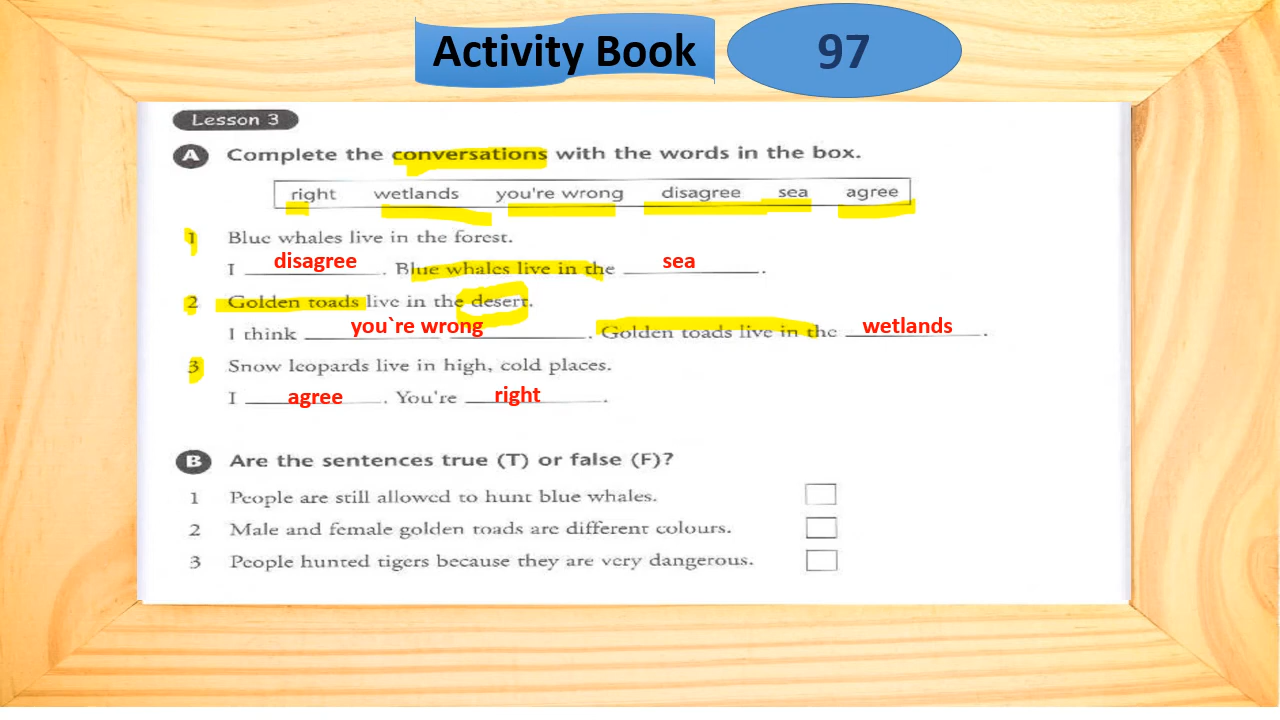 Activity Book 97
Lesson 3
A Complete the conversations with the words in the box.
right wetlands you're wrong disagree sea agree
1 Blue whales live in the forest.
I disagree. Blue whales live in the sea.
2 Golden toads live in the desert.
I think you`re wrong. Golden toads live in the wetlands.
3 Snow leopards live in high, cold places.
I agree. You're right.
B Are the sentences true (T) or false (F)?
1 People are still allowed to hunt blue whales.
2 Male and female golden toads are different colours.
3 People hunted tigers because they are very dangerous.